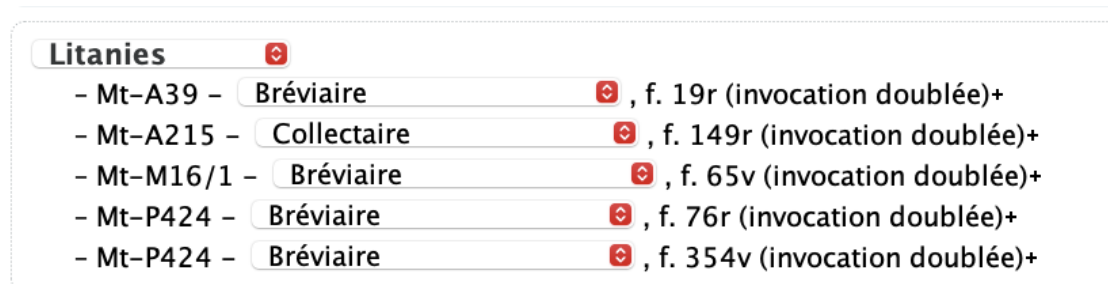 Litanies
– Mt–A39 – Bréviaire , f. 19r (invocation doublée)+
– Mt–A215 – Collectaire , f. 149r (invocation doublée)+
– Mt–M16/1 – Bréviaire , f. 65v (invocation doublée)+
– Mt–P424 – Bréviaire , f. 76r (invocation doublée)+
– Mt–P424 – Bréviaire , f. 354v (invocation doublée)+